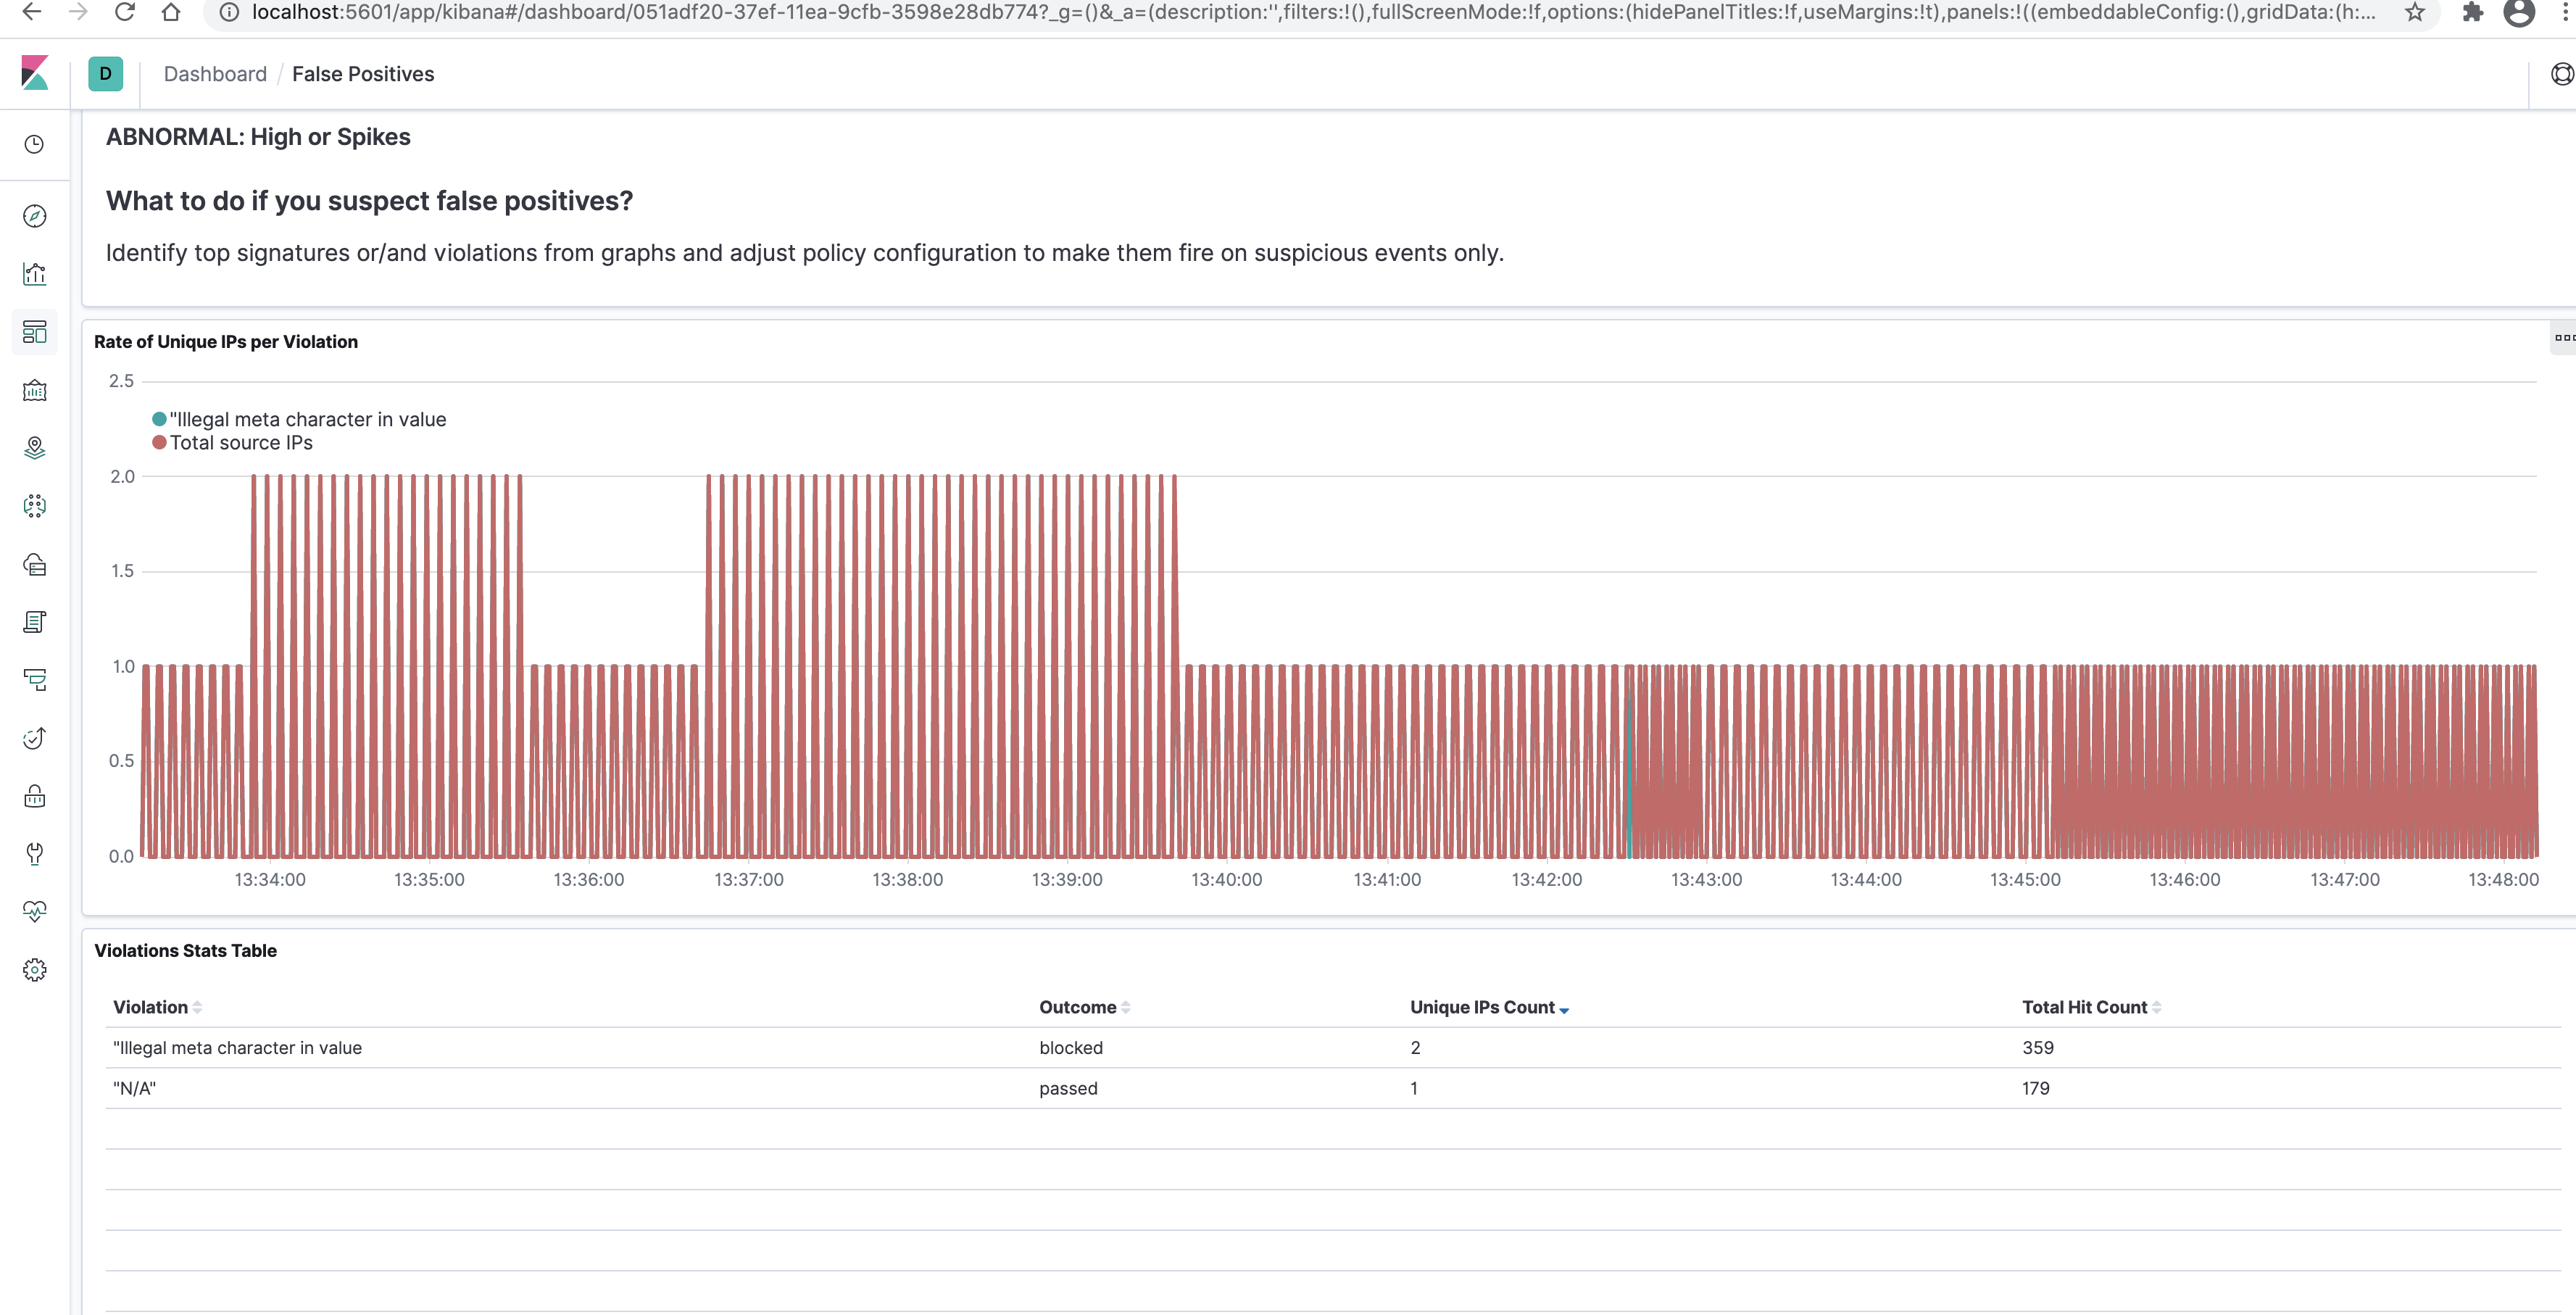 localhost:5601/app/kibana#/dashboard/051adf20-37ef-11ea-9cfb-3598e28db774?_g=()&_a=(description:'',filters:!(),fullScreenMode:!f,options:(hidePanelTitles:!f,useMargins:!t),panels:!((embeddableConfig:(),gridData:(h:...
D Dashboard / False Positives
ABNORMAL: High or Spikes
What to do if you suspect false positives?
Identify top signatures or/and violations from graphs and adjust policy configuration to make them fire on suspicious events only.
Rate of Unique IPs per Violation
2.5
"Illegal meta character in value
Total source IPs
2.0
1.5
1.0
0.5
0.0
13:34:00 13:35:00 13:36:00 13:37:00 13:38:00 13:39:00 13:40:00 13:41:00 13:42:00 13:43:00 13:44:00 13:45:00 13:46:00 13:47:00 13:48:00
Violations Stats Table
Violation Outcome Unique IPs Count Total Hit Count
"Illegal meta character in value blocked 2 359
"N/A" passed 1 179